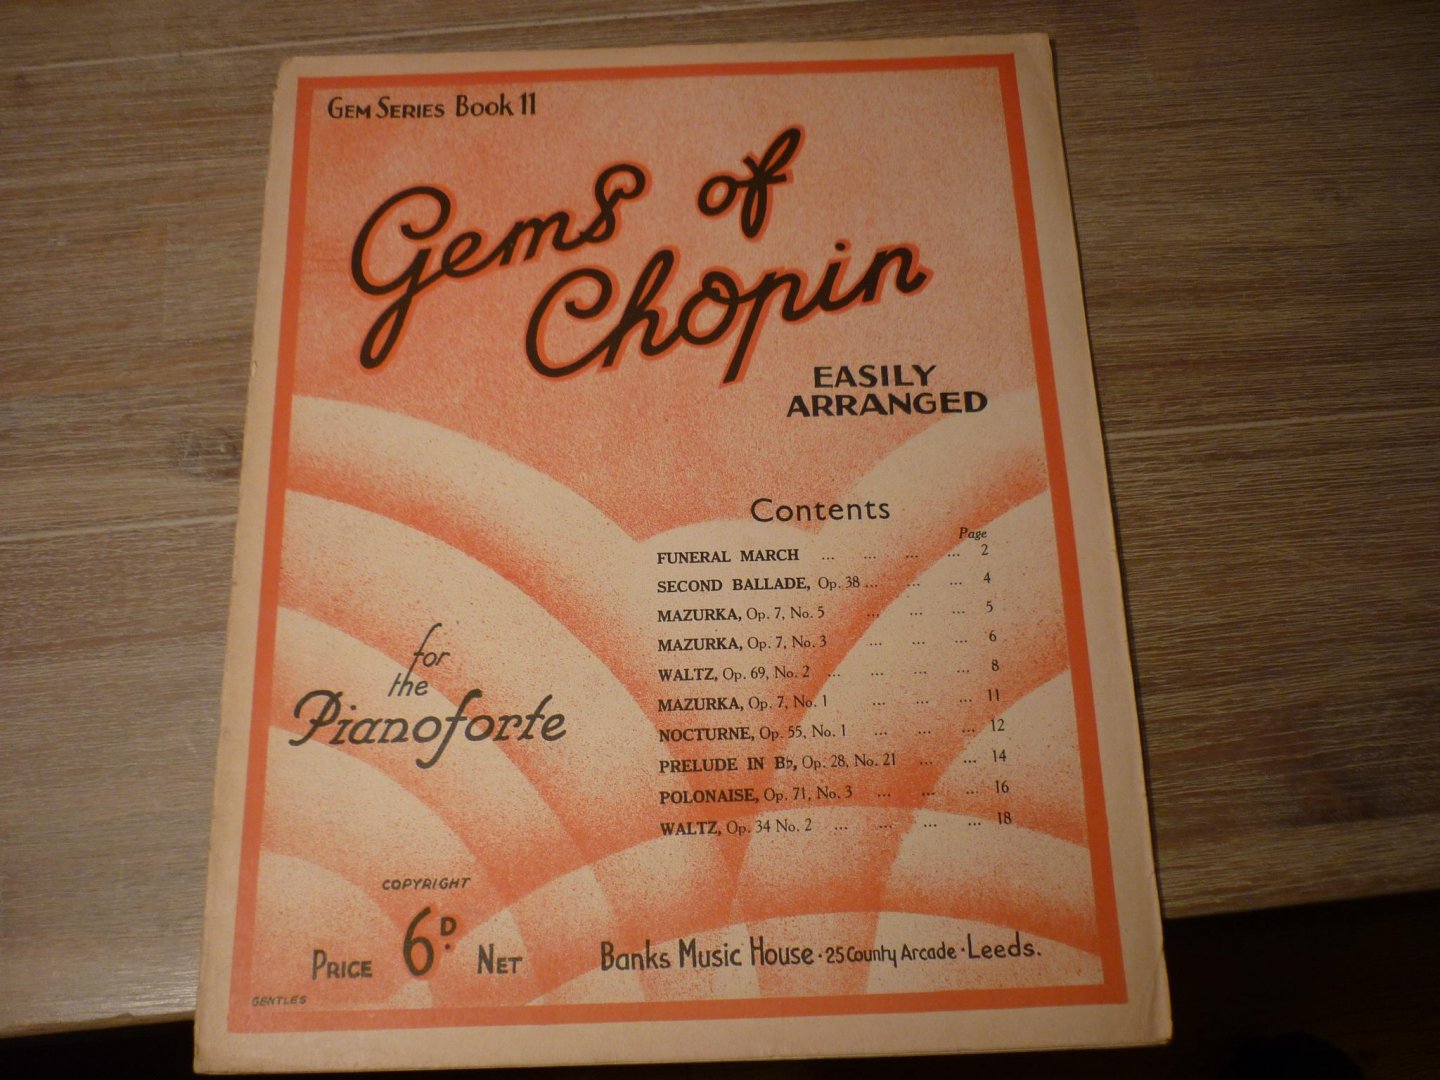 GEM SERIES Book 11
Gems of
Chopin
EASILY
ARRANGED
Contents
Page
FUNERAL MARCH ... ... ... ... 2
SECOND BALLADE, Op. 38 ... ... ... 4
MAZURKA, Op. 7, No. 5 ... ... ... 5
MAZURKA, Op. 7, No. 3 ... ... ... 6
WALTZ, Op. 69, No. 2 ... ... ... ... 8
MAZURKA, Op. 7, No. 1 ... ... ... 11
NOCTURNE, Op. 55, No. 1 ... ... ... 12
PRELUDE IN B♭, Op. 28, No. 21 ... ... 14
POLONAISE, Op. 71, No. 3 ... ... ... 16
WALTZ, Op. 34 No. 2 ... ... ... ... 18
for
the
Pianoforte
COPYRIGHT
PRICE 6D. NET
Banks Music House · 25 County Arcade · Leeds.
GENTLES